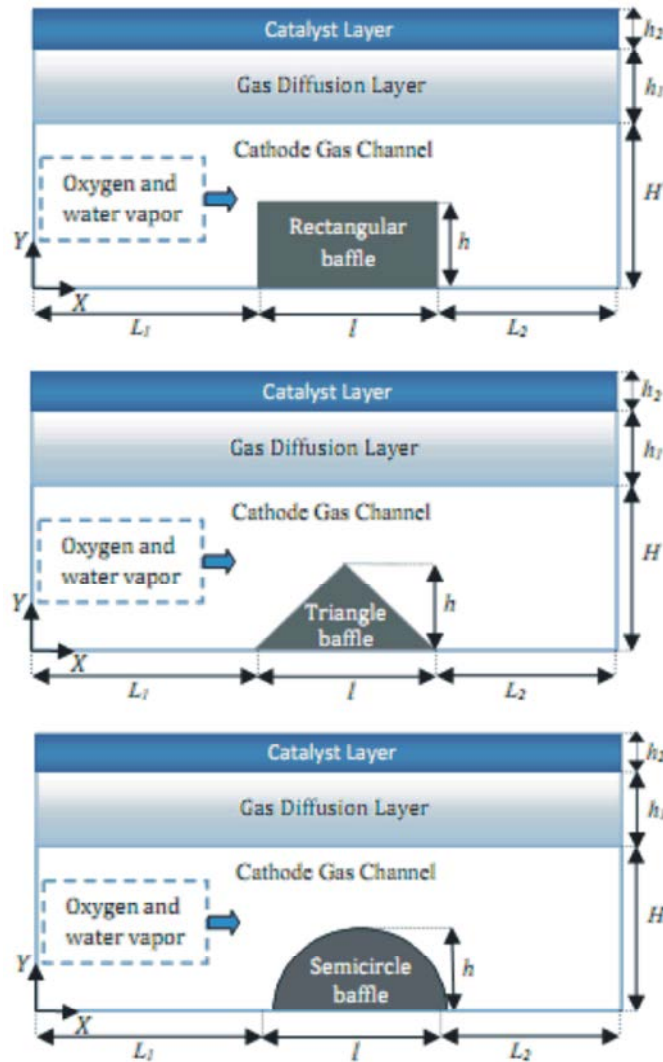 Catalyst Layer
h₂
Gas Diffusion Layer
h₁
Cathode Gas Channel
Oxygen and
water vapor
H
Rectangular
baffle
h
Y
X
L₁
l
L₂
Catalyst Layer
h₂
Gas Diffusion Layer
h₁
Cathode Gas Channel
Oxygen and
water vapor
H
Triangle
baffle
h
Y
X
L₁
l
L₂
Catalyst Layer
h₂
Gas Diffusion Layer
h₁
Cathode Gas Channel
Oxygen and
water vapor
H
Semicircle
baffle
h
Y
X
L₁
l
L₂